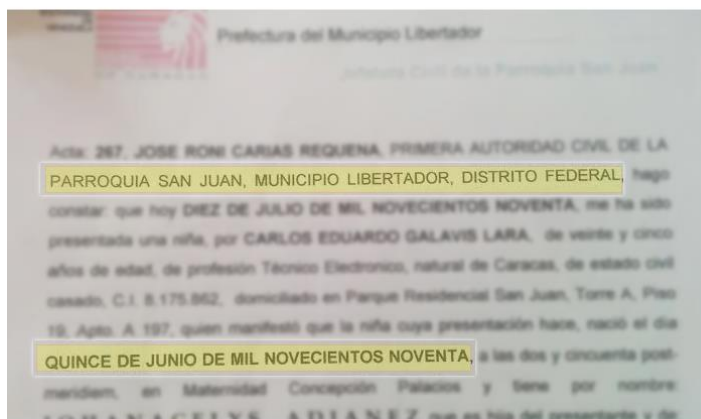 Prefectura del Municipio Libertador
Jefatura Civil de la Parroquia San Juan
Acta: 267. JOSE RONI CARIAS REQUENA, PRIMERA AUTORIDAD CIVIL DE LA
PARROQUIA SAN JUAN, MUNICIPIO LIBERTADOR, DISTRITO FEDERAL, hago
constar: que hoy DIEZ DE JULIO DE MIL NOVECIENTOS NOVENTA, me ha sido
presentada una niña, por CARLOS EDUARDO GALAVIS LARA, de veinte y cinco
años de edad, de profesión Técnico Electronico, natural de Caracas, de estado civil
casado, C.I. 8.175.862, domiciliado en Parque Residencial San Juan, Torre A, Piso
19, Apto. A 197, quien manifestó que la niña cuya presentación hace, nació el día
QUINCE DE JUNIO DE MIL NOVECIENTOS NOVENTA, a las dos y cincuenta post-
meridiem, en Maternidad Concepción Palacios y tiene por nombre:
ADIANEZ que es hija del presentante y de